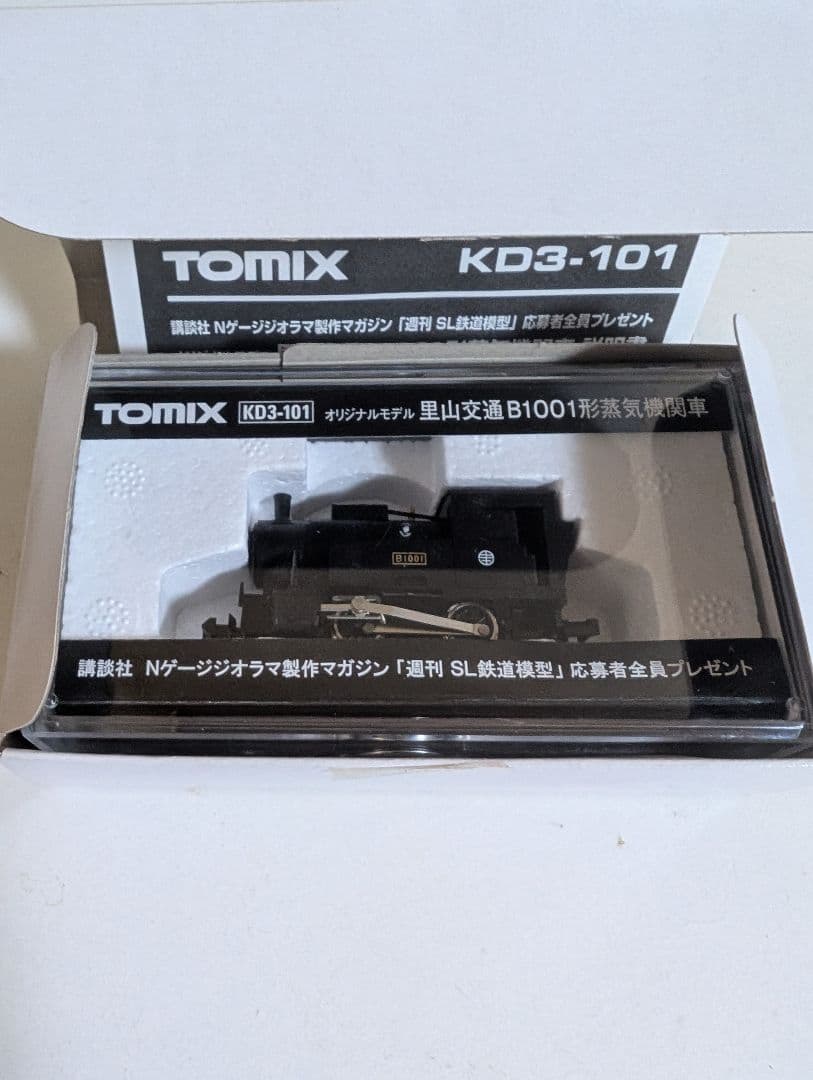 TOMIX KD3-101
講談社 Nゲージジオラマ製作マガジン「週刊 SL鉄道模型」応募者全員プレゼント
説明書
TOMIX KD3-101 オリジナルモデル 里山交通B1001形蒸気機関車
B1001
講談社 Nゲージジオラマ製作マガジン「週刊 SL鉄道模型」応募者全員プレゼント